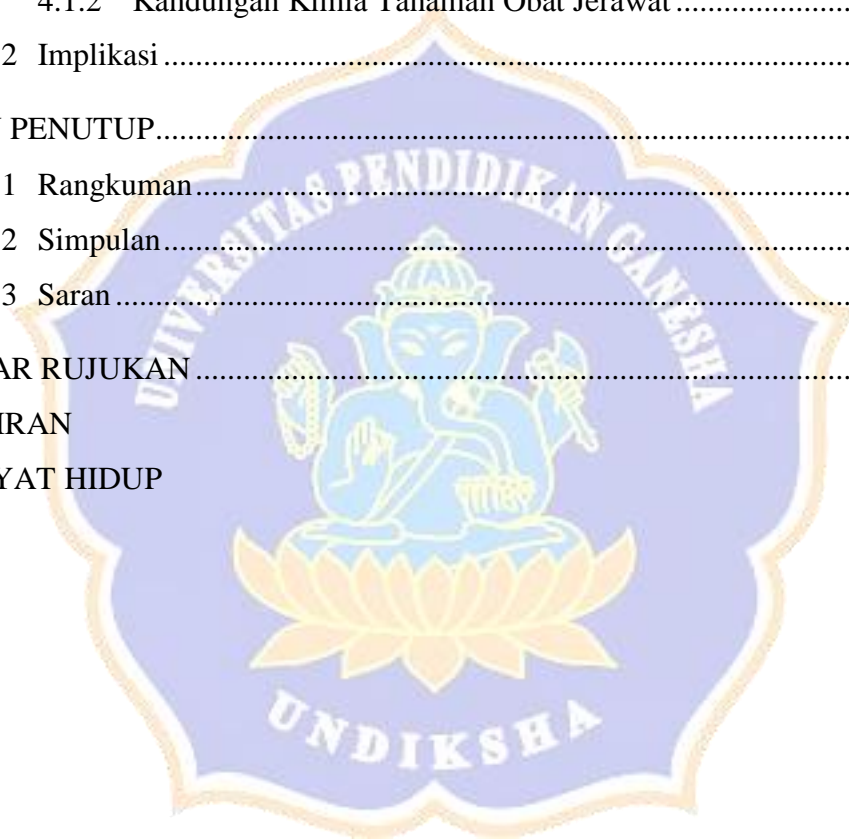 4.1.2 Kandungan Kimia Tanaman Obat Jerawat ....................
2 Implikasi ....................
PENUTUP ....................
1 Rangkuman ....................
2 Simpulan ....................
3 Saran ....................
AR RUJUKAN ....................
IRAN
YAT HIDUP
UNIVERSITAS PENDIDIKAN GANESHA
UNDIKSHA